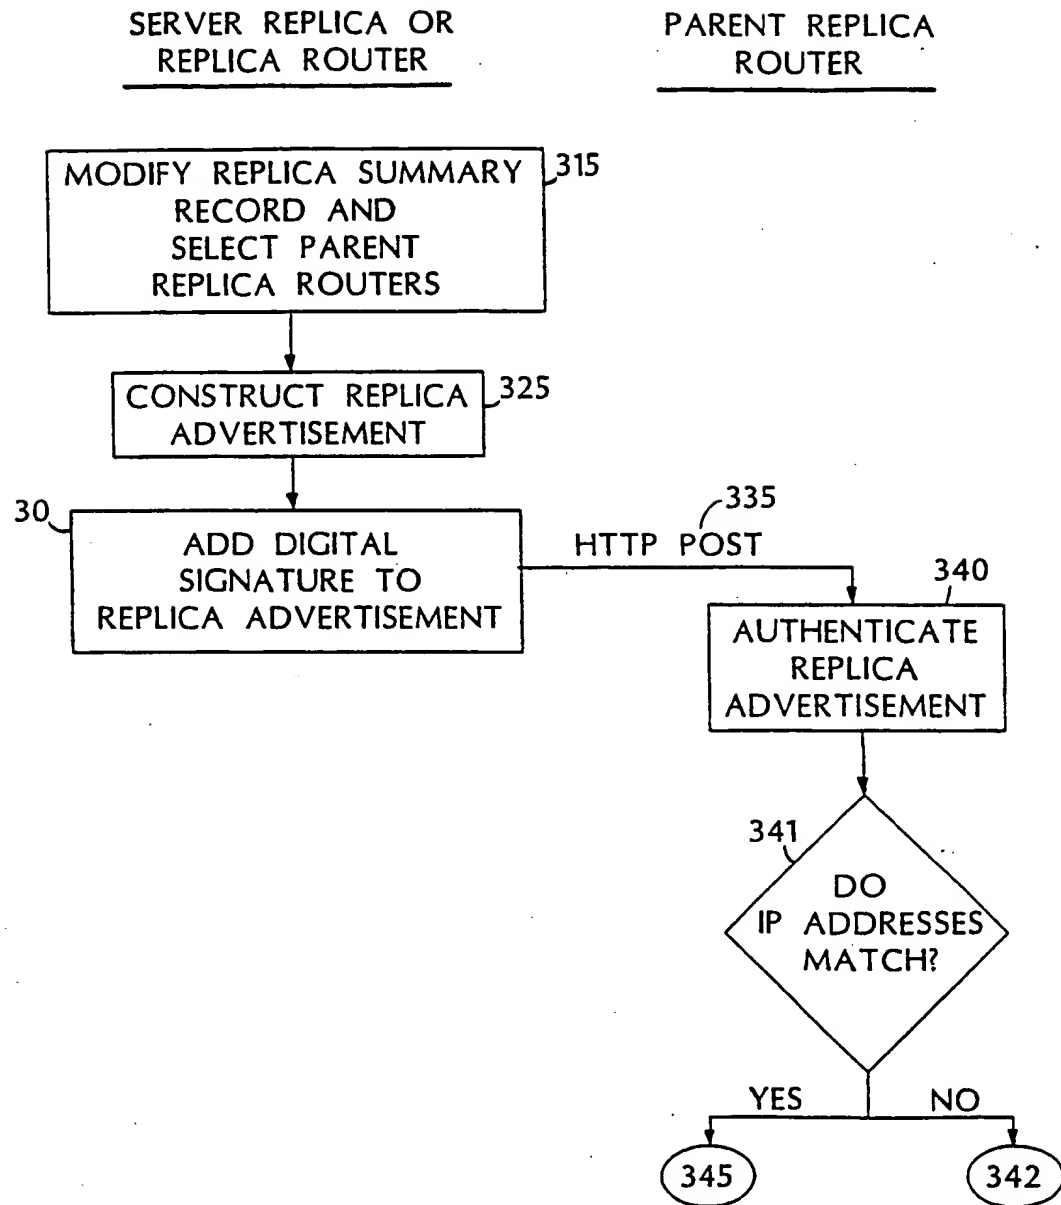 SERVER REPLICA OR
REPLICA ROUTER
PARENT REPLICA
ROUTER
MODIFY REPLICA SUMMARY
RECORD AND
SELECT PARENT
REPLICA ROUTERS
315
CONSTRUCT REPLICA
ADVERTISEMENT
325
30
ADD DIGITAL
SIGNATURE TO
REPLICA ADVERTISEMENT
335
HTTP POST
340
AUTHENTICATE
REPLICA
ADVERTISEMENT
341
DO
IP ADDRESSES
MATCH?
YES
NO
345
342